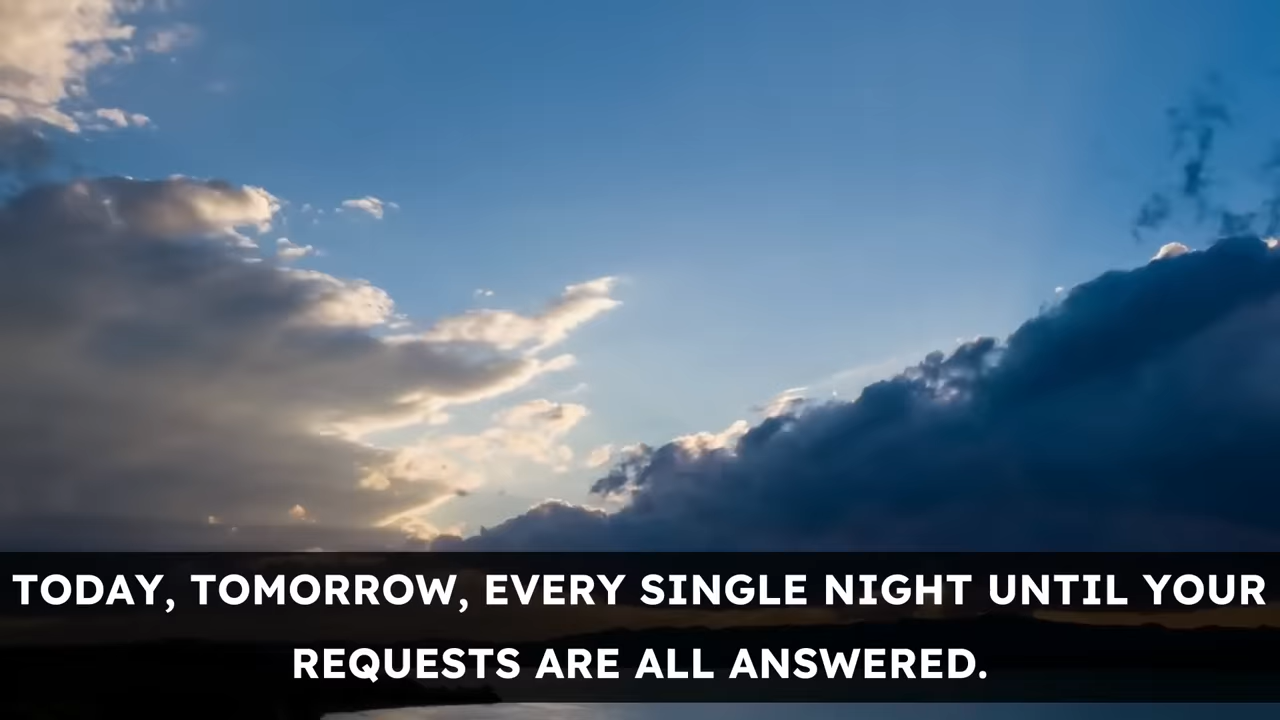 TODAY, TOMORROW, EVERY SINGLE NIGHT UNTIL YOUR
REQUESTS ARE ALL ANSWERED.